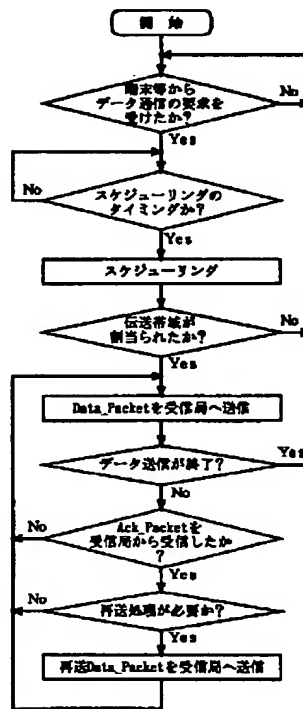 開始
端末等から
データ送信の要求を
受けたか?
No
Yes
No
スケジューリングの
タイミングか?
Yes
スケジューリング
伝送帯域が
割当られたか?
No
Yes
Data_Packetを受信局へ送信
データ送信が終了?
Yes
No
No
Ack_Packetを
受信局から受信したか
?
Yes
No
再送処理が必要か?
Yes
再送Data_Packetを受信局へ送信